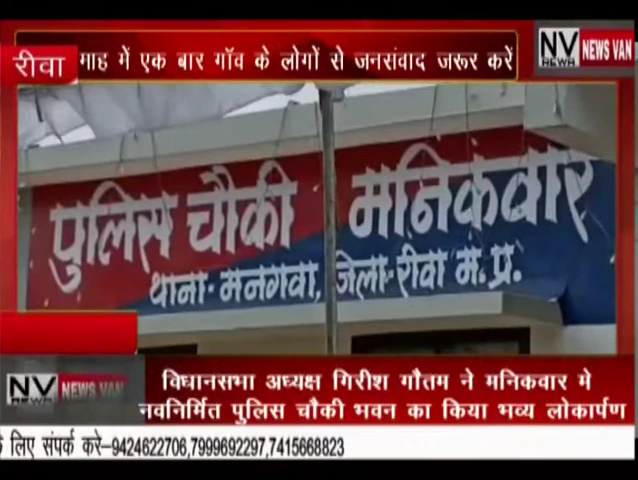 रीवा
माह में एक बार गॉव के लोगों से जनसंवाद जरूर करें
NV NEWS VAN
REWA
पुलिस चौकी मनिकवार
थाना- मनगवा, जिला-रीवा म.प्र.
NV NEWS VAN
विधानसभा अध्यक्ष गिरीश गौतम ने मनिकवार मे
नवनिर्मित पुलिस चौकी भवन का किया भव्य लोकार्पण
के लिए संपर्क करे-9424622706,7999692297,7415668823